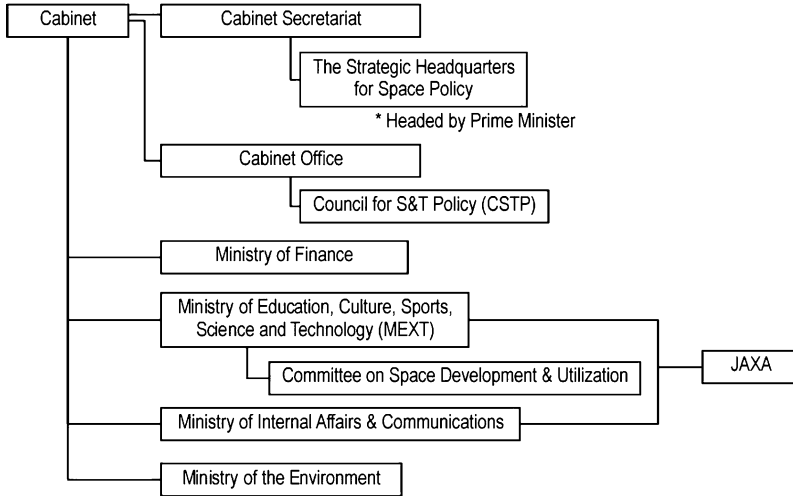 Cabinet
Cabinet Secretariat
The Strategic Headquarters
for Space Policy
* Headed by Prime Minister
Cabinet Office
Council for S&T Policy (CSTP)
Ministry of Finance
Ministry of Education, Culture, Sports,
Science and Technology (MEXT)
Committee on Space Development & Utilization
JAXA
Ministry of Internal Affairs & Communications
Ministry of the Environment